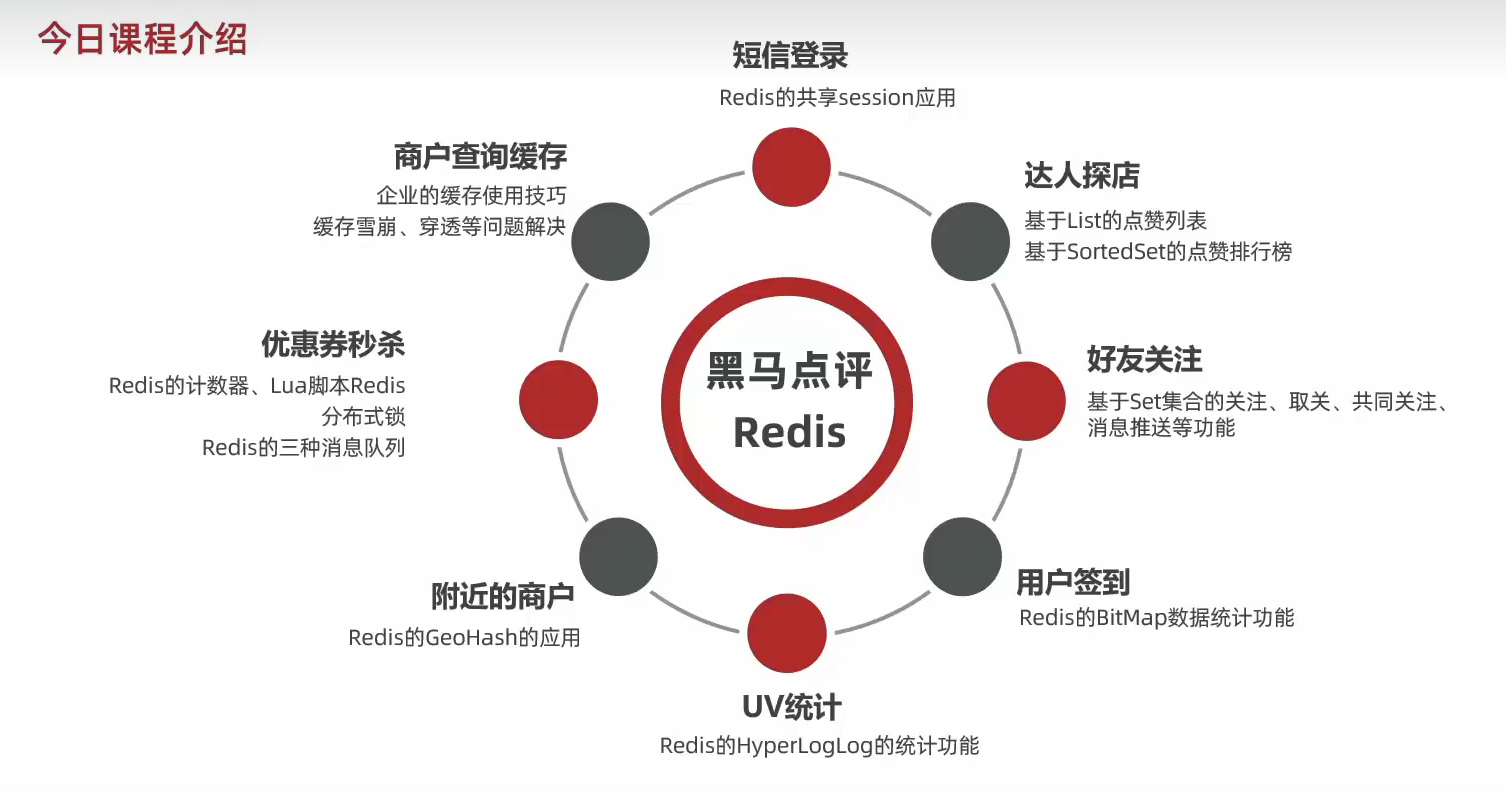 今日课程介绍
短信登录
Redis的共享session应用
商户查询缓存
企业的缓存使用技巧
缓存雪崩、穿透等问题解决
达人探店
基于List的点赞列表
基于SortedSet的点赞排行榜
优惠券秒杀
Redis的计数器、Lua脚本Redis
分布式锁
Redis的三种消息队列
黑马点评
Redis
好友关注
基于Set集合的关注、取关、共同关注、
消息推送等功能
附近的商户
Redis的GeoHash的应用
用户签到
Redis的BitMap数据统计功能
UV统计
Redis的HyperLogLog的统计功能